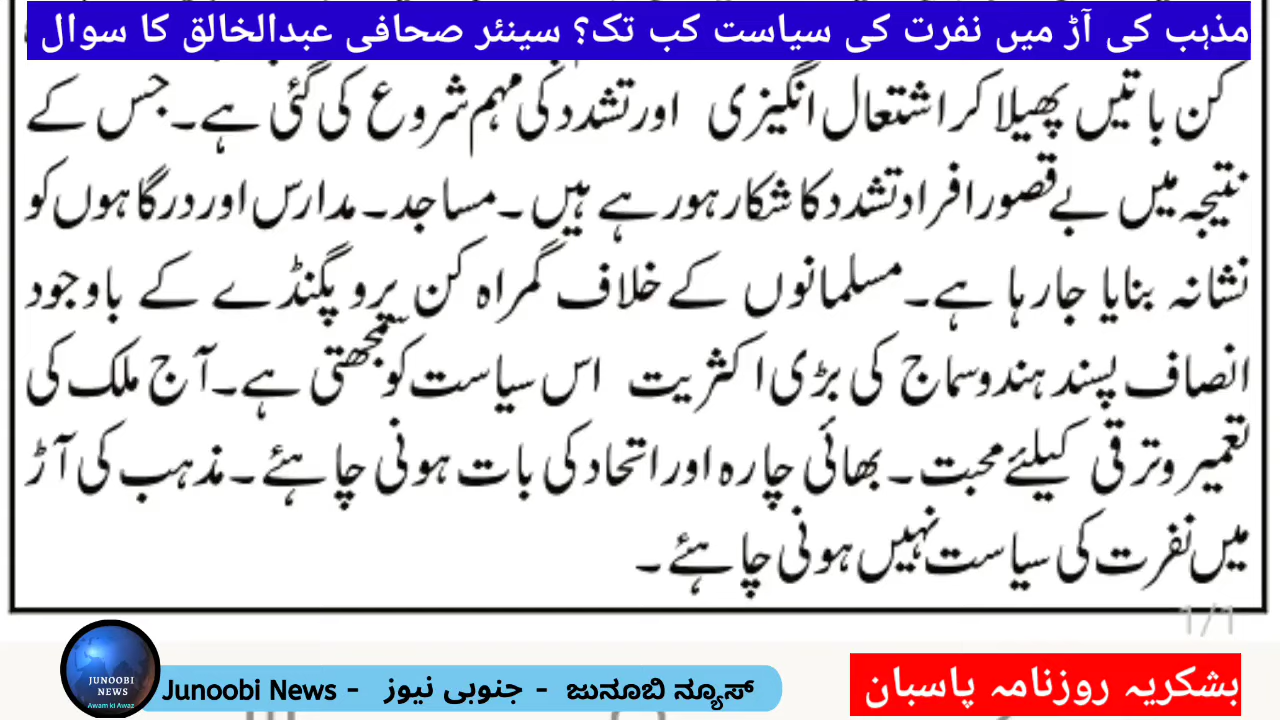 مذہب کی آڑ میں نفرت کی سیاست کب تک؟ سینئر صحافی عبدالخالق کا سوال
کن باتیں پھیلا کر اشتعال انگیزی اور تشدد کی مہم شروع کی گئی ہے۔ جس کے
نتیجہ میں بے قصور افراد تشدد کا شکار ہور ہے ہیں۔ مساجد۔ مدارس اور درگاہوں کو
نشانہ بنایا جارہا ہے۔ مسلمانوں کے خلاف گمراہ کن پروپگنڈے کے باوجود
انصاف پسند ہندو سماج کی بڑی اکثریت اس سیاست کو سمجھتی ہے۔ آج ملک کی
تعمیر وترقی کیلئے محبت۔ بھائی چارہ اور اتحاد کی بات ہونی چاہئے۔ مذہب کی آڑ
میں نفرت کی سیاست نہیں ہونی چاہئے۔
1/1
JUNOOBI
NEWS
Awam ki Awaz
Junoobi News - جنوبی نیوز - ಜುನೂಬಿ ನ್ಯೂಸ್
بشکریہ روزنامہ پاسبان